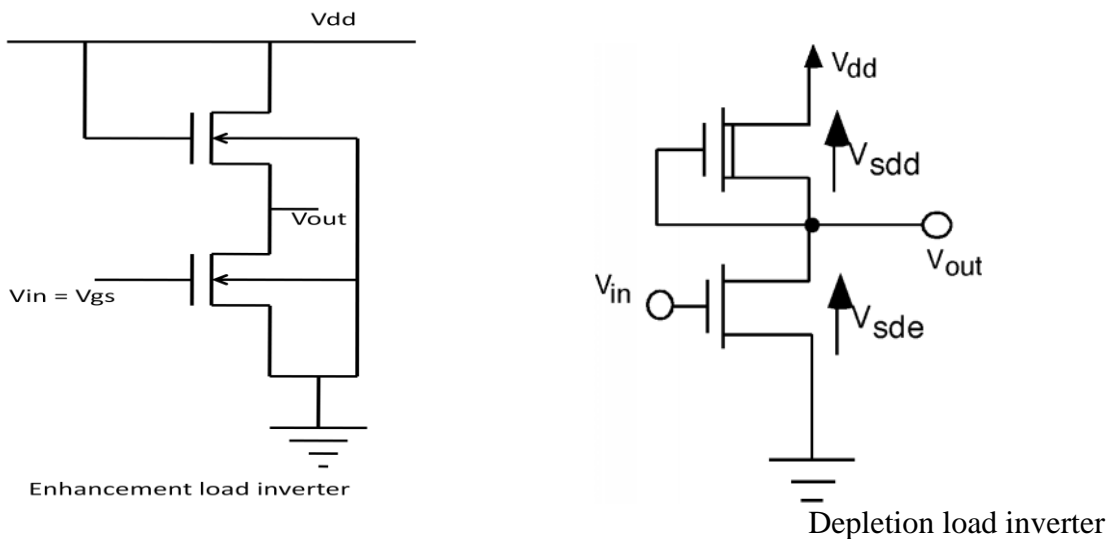 Vdd
Vout
Vin = Vgs
Enhancement load inverter
Vdd
Vsdd
Vout
Vin
Vsde
Depletion load inverter